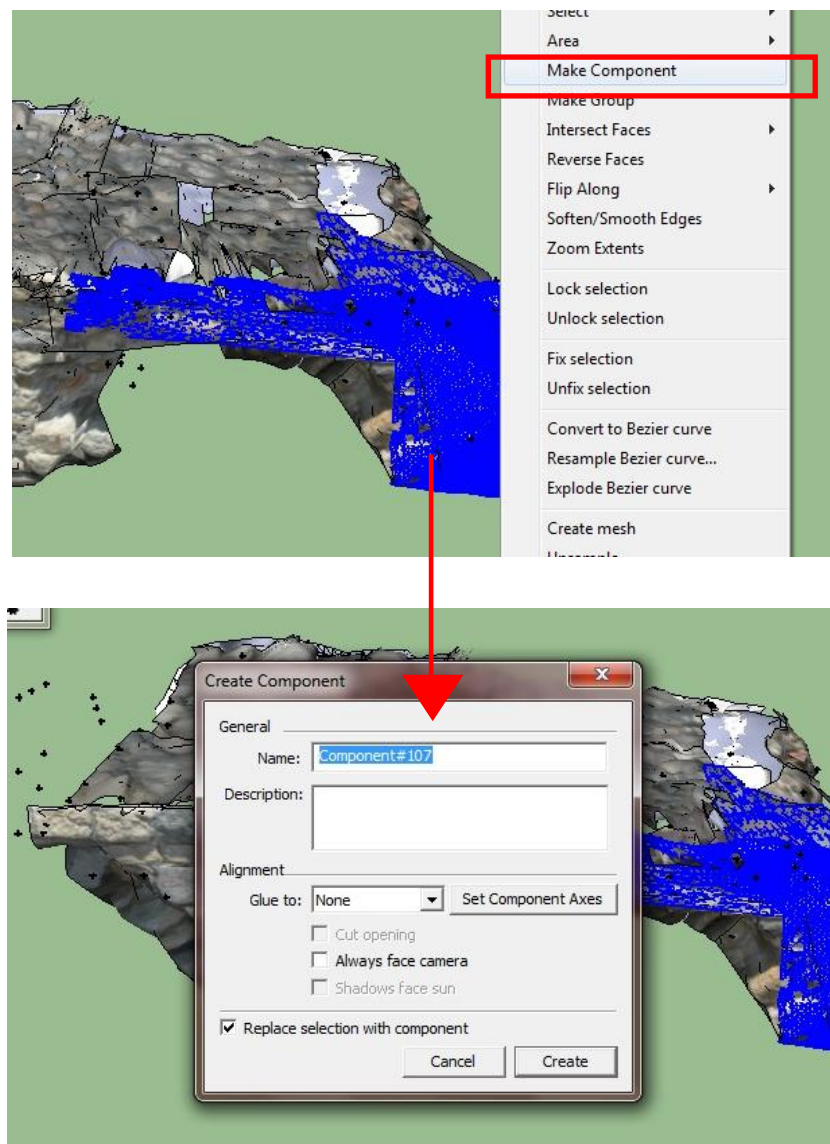 Select
Area
Make Component
Make Group
Intersect Faces
Reverse Faces
Flip Along
Soften/Smooth Edges
Zoom Extents
Lock selection
Unlock selection
Fix selection
Unfix selection
Convert to Bezier curve
Resample Bezier curve...
Explode Bezier curve
Create mesh
Create Component
General
Name: Component#107
Description:
Alignment
Glue to: None Set Component Axes
Cut opening
Always face camera
Shadows face sun
Replace selection with component
Cancel Create